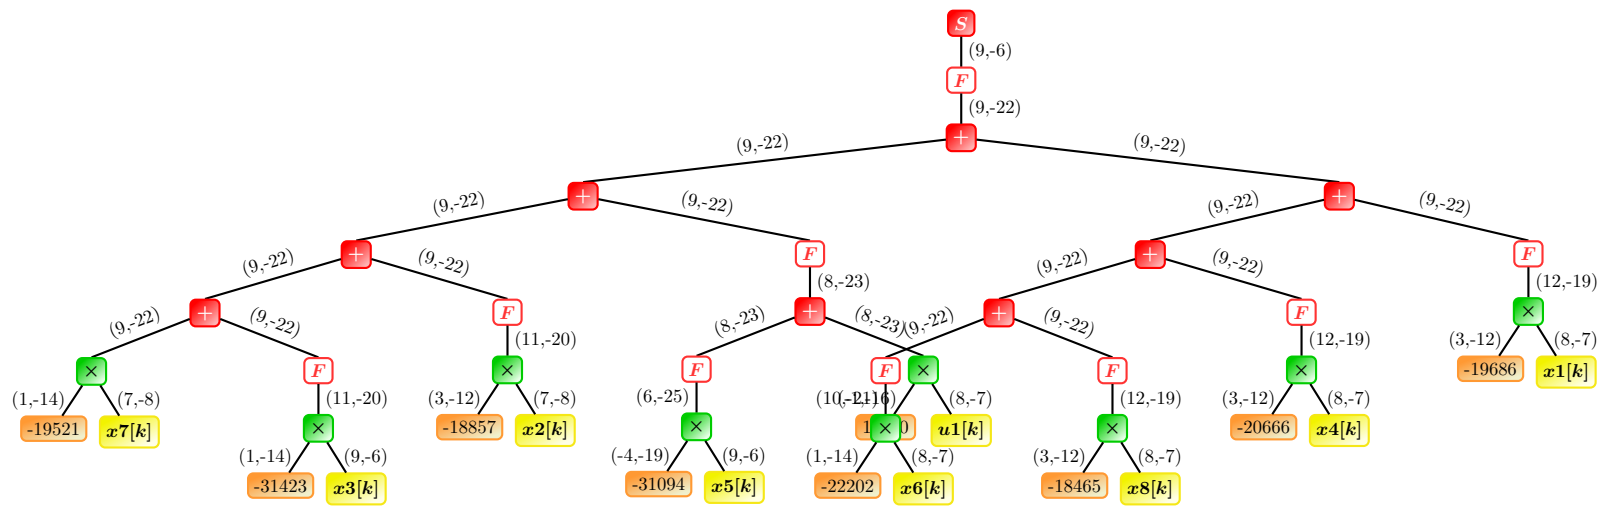 S
(9,-6)
F
(9,-22)
+
(9,-22) (9,-22)
+ +
(9,-22) (9,-22) (9,-22) (9,-22)
+ F + F
(9,-22) (9,-22) (8,-23) (9,-22) (9,-22) (12,-19)
+ F + + F ×
(9,-22) (9,-22) (11,-20) (8,-23) (8,-23) (9,-22) (9,-22) (12,-19) (3,-12) (8,-7)
× F × F F × F × -19686 x1[k]
(1,-14) (7,-8) (11,-20) (3,-12) (7,-8) (6,-25) (8,-7) (12,-19) (3,-12) (8,-7)
-19521 x7[k] × -18857 x2[k] × × u1[k] × -20666 x4[k]
(1,-14) (9,-6) (-4,-19) (9,-6) (1,-14) (8,-7) (3,-12) (8,-7)
-31423 x3[k] -31094 x5[k] -22202 x6[k] -18465 x8[k]